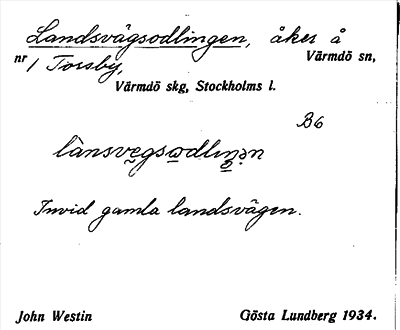 Landsvägsodlingen, åker å
nr 1 Torsby, Värmdö sn,
Värmdö skg, Stockholms l.
B6
Invid gamla landsvägen.
John Westin Gösta Lundberg 1934.